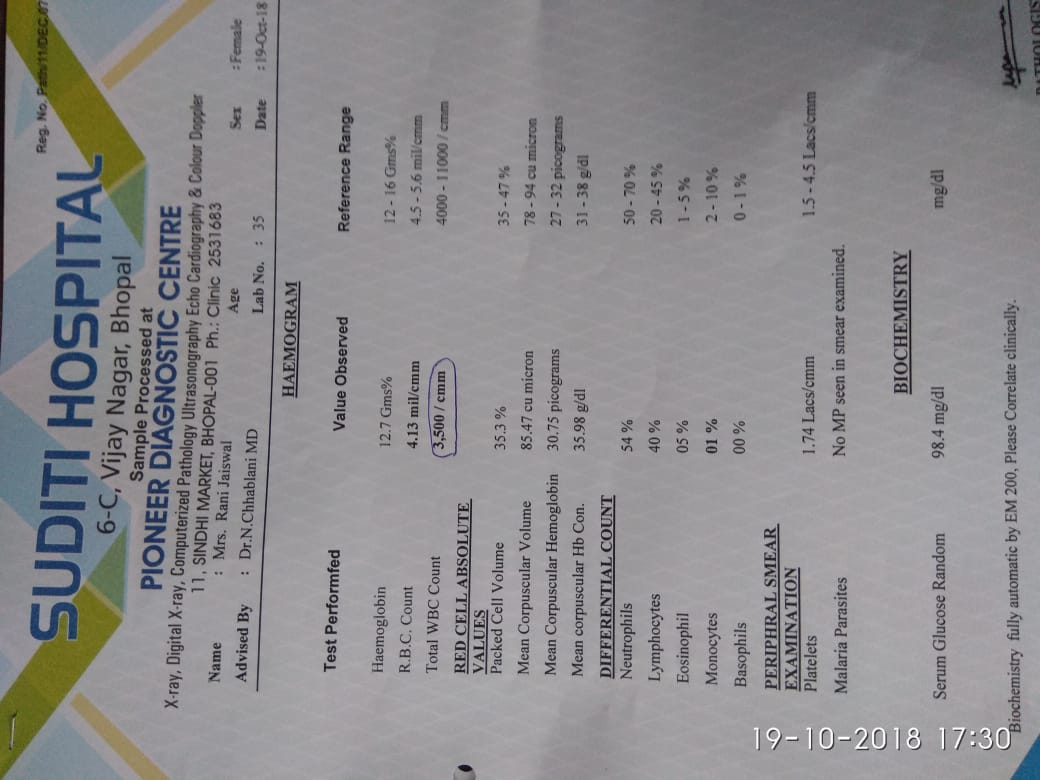 Reg. No. Path/11/DEC.07
SUDITI HOSPITAL
6-C, Vijay Nagar, Bhopal
Sample Processed at
PIONEER DIAGNOSTIC CENTRE
X-ray, Digital X-ray, Computerized Pathology Ultrasonography Echo Cardiography & Colour Doppler
11, SINDHI MARKET, BHOPAL-001 Ph.: Clinic 2531683
Name : Mrs. Rani Jaiswal Age Sex : Female
Advised By : Dr.N.Chhablani MD Lab No. : 35 Date : 19-Oct-18
HAEMOGRAM
Test Performfed Value Observed Reference Range
Haemoglobin 12.7 Gms% 12 - 16 Gms%
R.B.C. Count 4.13 mil/cmm 4.5 - 5.6 mil/cmm
Total WBC Count 3,500 / cmm 4000 - 11000 / cmm
RED CELL ABSOLUTE
VALUES
Packed Cell Volume 35.3 % 35 - 47 %
Mean Corpuscular Volume 85.47 cu micron 78 - 94 cu micron
Mean Corpuscular Hemoglobin 30.75 picograms 27 - 32 picograms
Mean corpuscular Hb Con. 35.98 g/dl 31 - 38 g/dl
DIFFERENTIAL COUNT
Neutrophils 54 % 50 - 70 %
Lymphocytes 40 % 20 - 45 %
Eosinophil 05 % 1 - 5 %
Monocytes 01 % 2 - 10 %
Basophils 00 % 0 - 1 %
PERIPHRAL SMEAR
EXAMINATION
Platelets 1.74 Lacs/cmm 1.5 - 4.5 Lacs/cmm
Malaria Parasites No MP seen in smear examined.
BIOCHEMISTRY
Serum Glucose Random 98.4 mg/dl mg/dl
Biochemistry fully automatic by EM 200, Please Correlate clinically.
PATHOLOGIST
19-10-2018 17:30